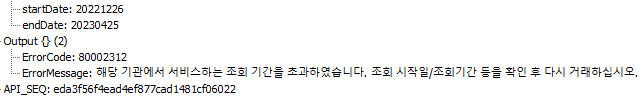 startDate: 20221226
endDate: 20230425
Output {} (2)
ErrorCode: 80002312
ErrorMessage: 해당 기관에서 서비스하는 조회 기간을 초과하였습니다. 조회 시작일/조회기간 등을 확인 후 다시 거래하십시오.
API_SEQ: eda3f56f4ead4ef877cad1481cf06022